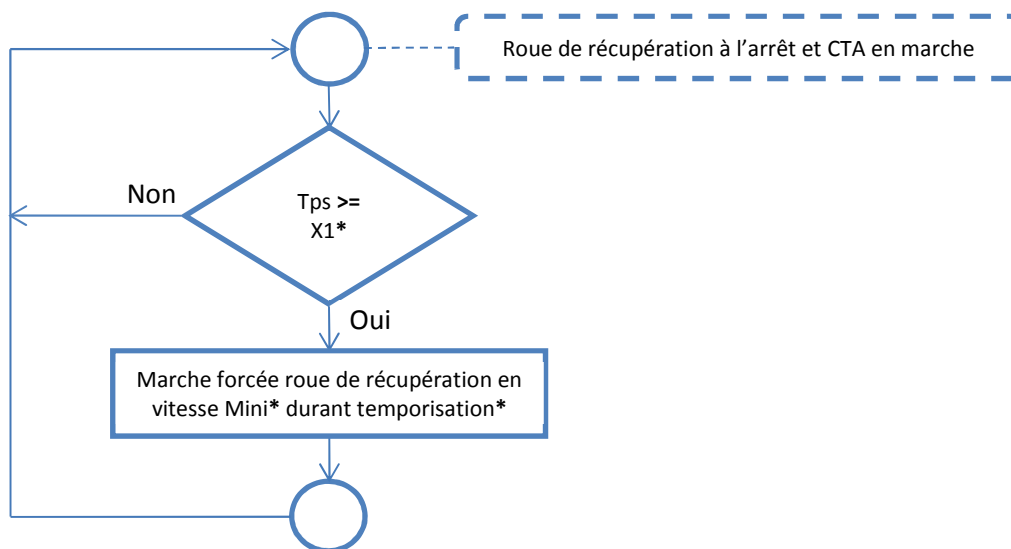 Roue de récupération à l’arrêt et CTA en marche
Non
Tps >=
X1*
Oui
Marche forcée roue de récupération en
vitesse Mini* durant temporisation*